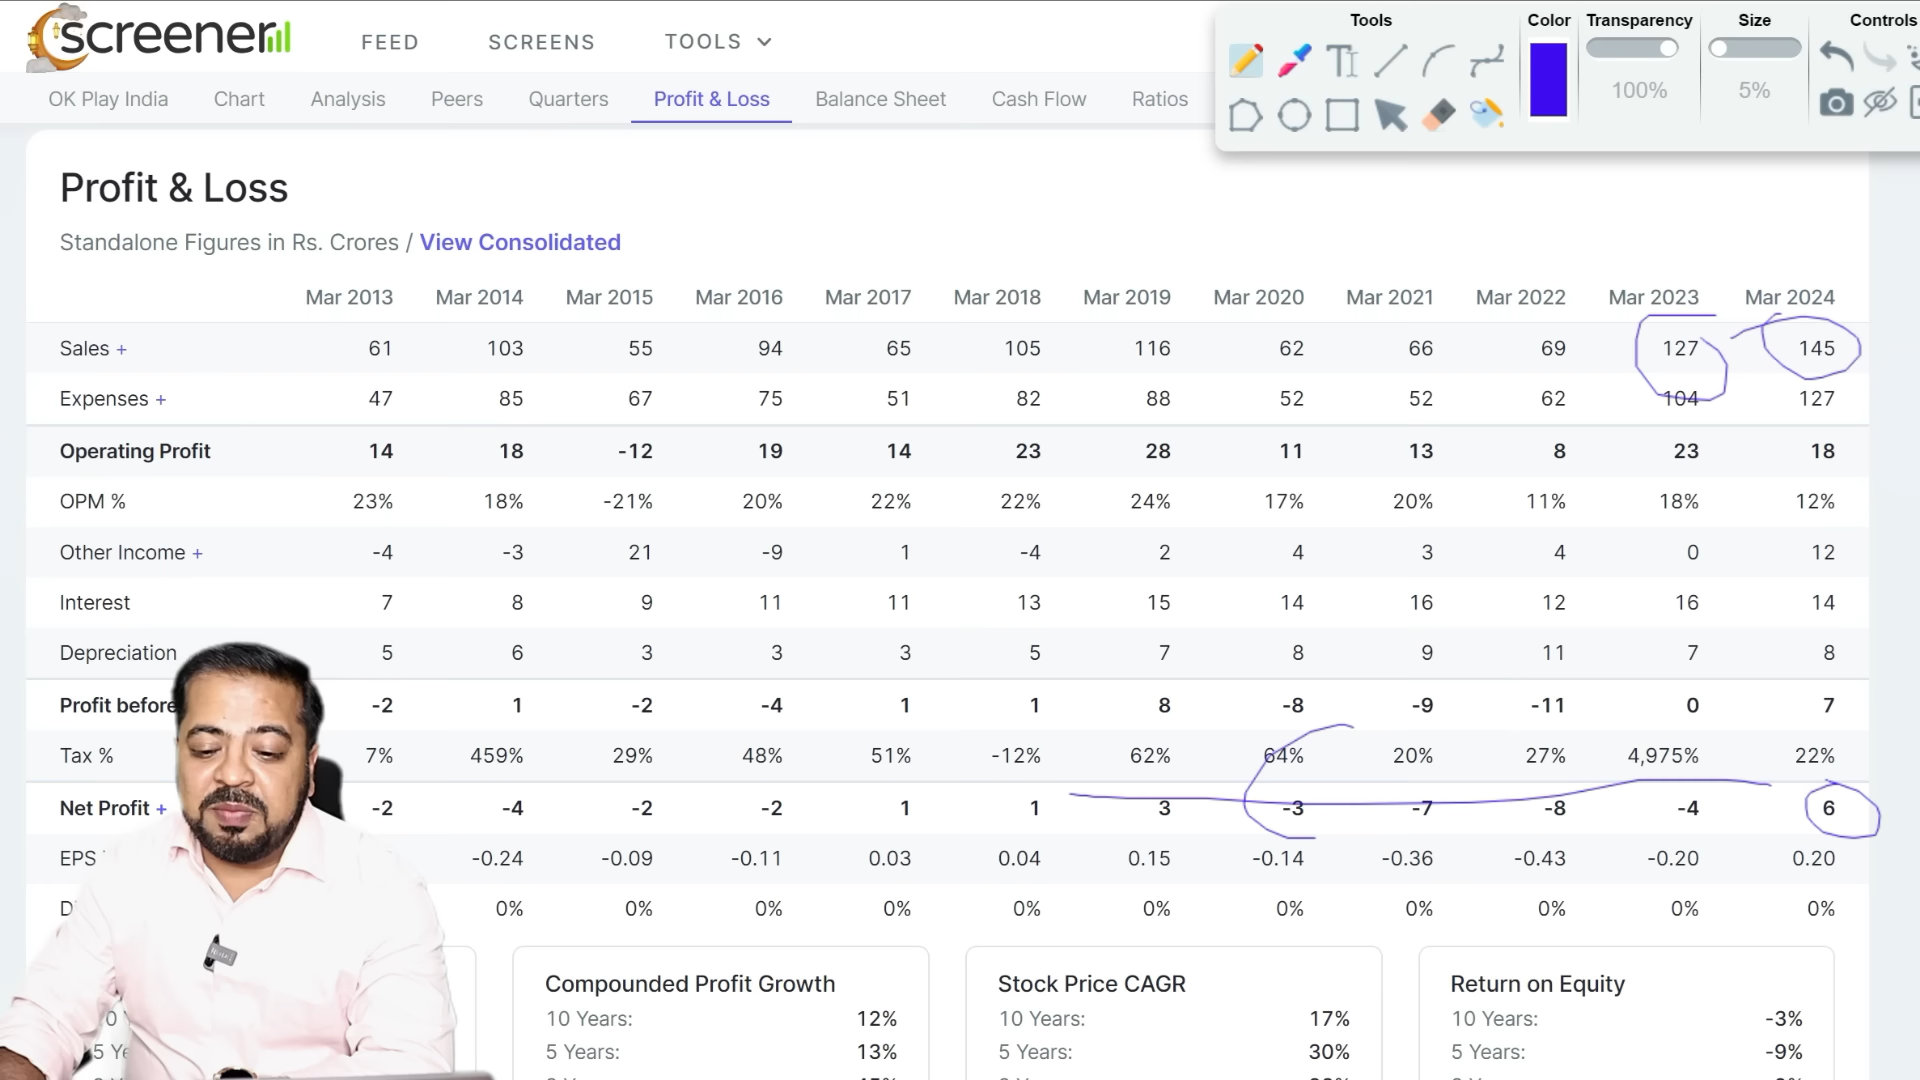 screener
FEED SCREENS TOOLS
Tools Color Transparency Size Controls
100% 5%
OK Play India Chart Analysis Peers Quarters Profit & Loss Balance Sheet Cash Flow Ratios
Profit & Loss
Standalone Figures in Rs. Crores / View Consolidated
Mar 2013 Mar 2014 Mar 2015 Mar 2016 Mar 2017 Mar 2018 Mar 2019 Mar 2020 Mar 2021 Mar 2022 Mar 2023 Mar 2024
Sales + 61 103 55 94 65 105 116 62 66 69 127 145
Expenses + 47 85 67 75 51 82 88 52 52 62 104 127
Operating Profit 14 18 -12 19 14 23 28 11 13 8 23 18
OPM % 23% 18% -21% 20% 22% 22% 24% 17% 20% 11% 18% 12%
Other Income + -4 -3 21 -9 1 -4 2 4 3 4 0 12
Interest 7 8 9 11 11 13 15 14 16 12 16 14
Depreciation 5 6 3 3 3 5 7 8 9 11 7 8
Profit before -2 1 -2 -4 1 1 8 -8 -9 -11 0 7
Tax % 7% 459% 29% 48% 51% -12% 62% 64% 20% 27% 4,975% 22%
Net Profit + -2 -4 -2 -2 1 1 3 -3 -7 -8 -4 6
EPS -0.24 -0.09 -0.11 0.03 0.04 0.15 -0.14 -0.36 -0.43 -0.20 0.20
0% 0% 0% 0% 0% 0% 0% 0% 0% 0% 0%
Compounded Profit Growth Stock Price CAGR Return on Equity
10 Years: 12% 10 Years: 17% 10 Years: -3%
5 Years: 13% 5 Years: 30% 5 Years: -9%